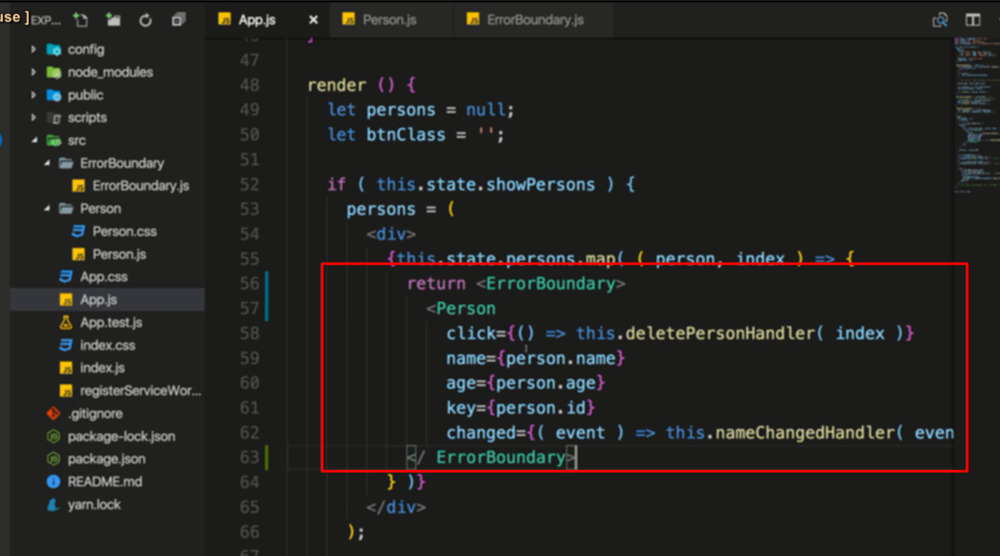 use ]
EXP...
config
node_modules
public
scripts
src
ErrorBoundary
ErrorBoundary.js
Person
Person.css
Person.js
App.css
App.js
App.test.js
index.css
index.js
registerServiceWor...
.gitignore
package-lock.json
package.json
README.md
yarn.lock
App.js ×
Person.js
ErrorBoundary.js
46 }
47
48 render () {
49 let persons = null;
50 let btnClass = '';
51
52 if ( this.state.showPersons ) {
53 persons = (
54 <div>
55 {this.state.persons.map( ( person, index ) => {
56 return <ErrorBoundary>
57 <Person
58 click={() => this.deletePersonHandler( index )}
59 name={person.name}
60 age={person.age}
61 key={person.id}
62 changed={( event ) => this.nameChangedHandler( even
63 </ ErrorBoundary>
64 } )}
65 </div>
66 );
67